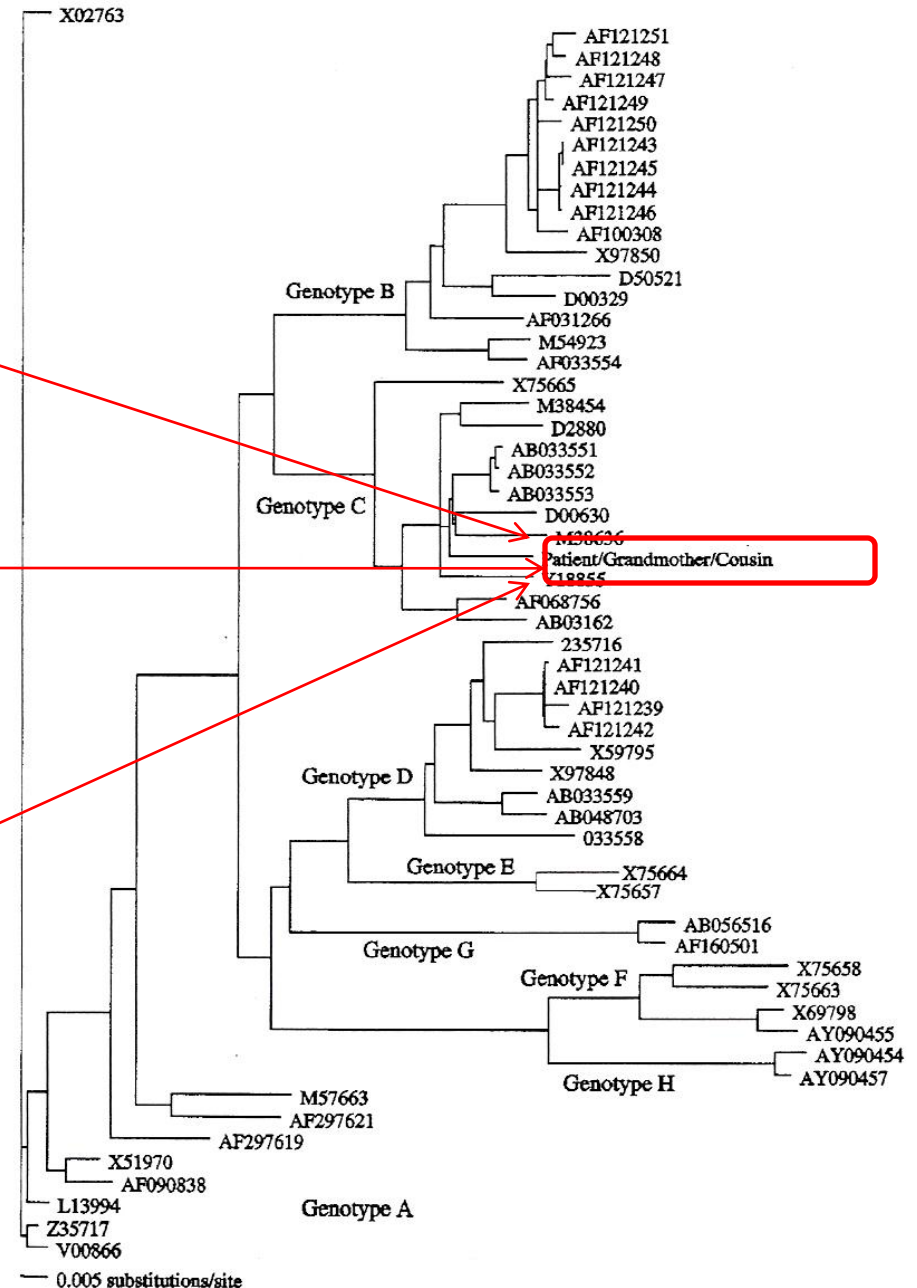 X02763
AF121251
AF121248
AF121247
AF121249
AF121250
AF121243
AF121245
AF121244
AF121246
AF100308
X97850
D50521
Genotype B
D00329
AF031266
M54923
AF033554
X75665
M38454
D2880
AB033551
AB033552
AB033553
Genotype C
D00630
M38636
Patient/Grandmother/Cousin
Y18855
AF068756
AB03162
235716
AF121241
AF121240
AF121239
AF121242
X59795
X97848
Genotype D
AB033559
AB048703
033558
Genotype E
X75664
X75657
AB056516
AF160501
Genotype G
X75658
Genotype F
X75663
X69798
AY090455
AY090454
AY090457
Genotype H
M57663
AF297621
AF297619
X51970
AF090838
L13994
Genotype A
Z35717
V00866
0.005 substitutions/site